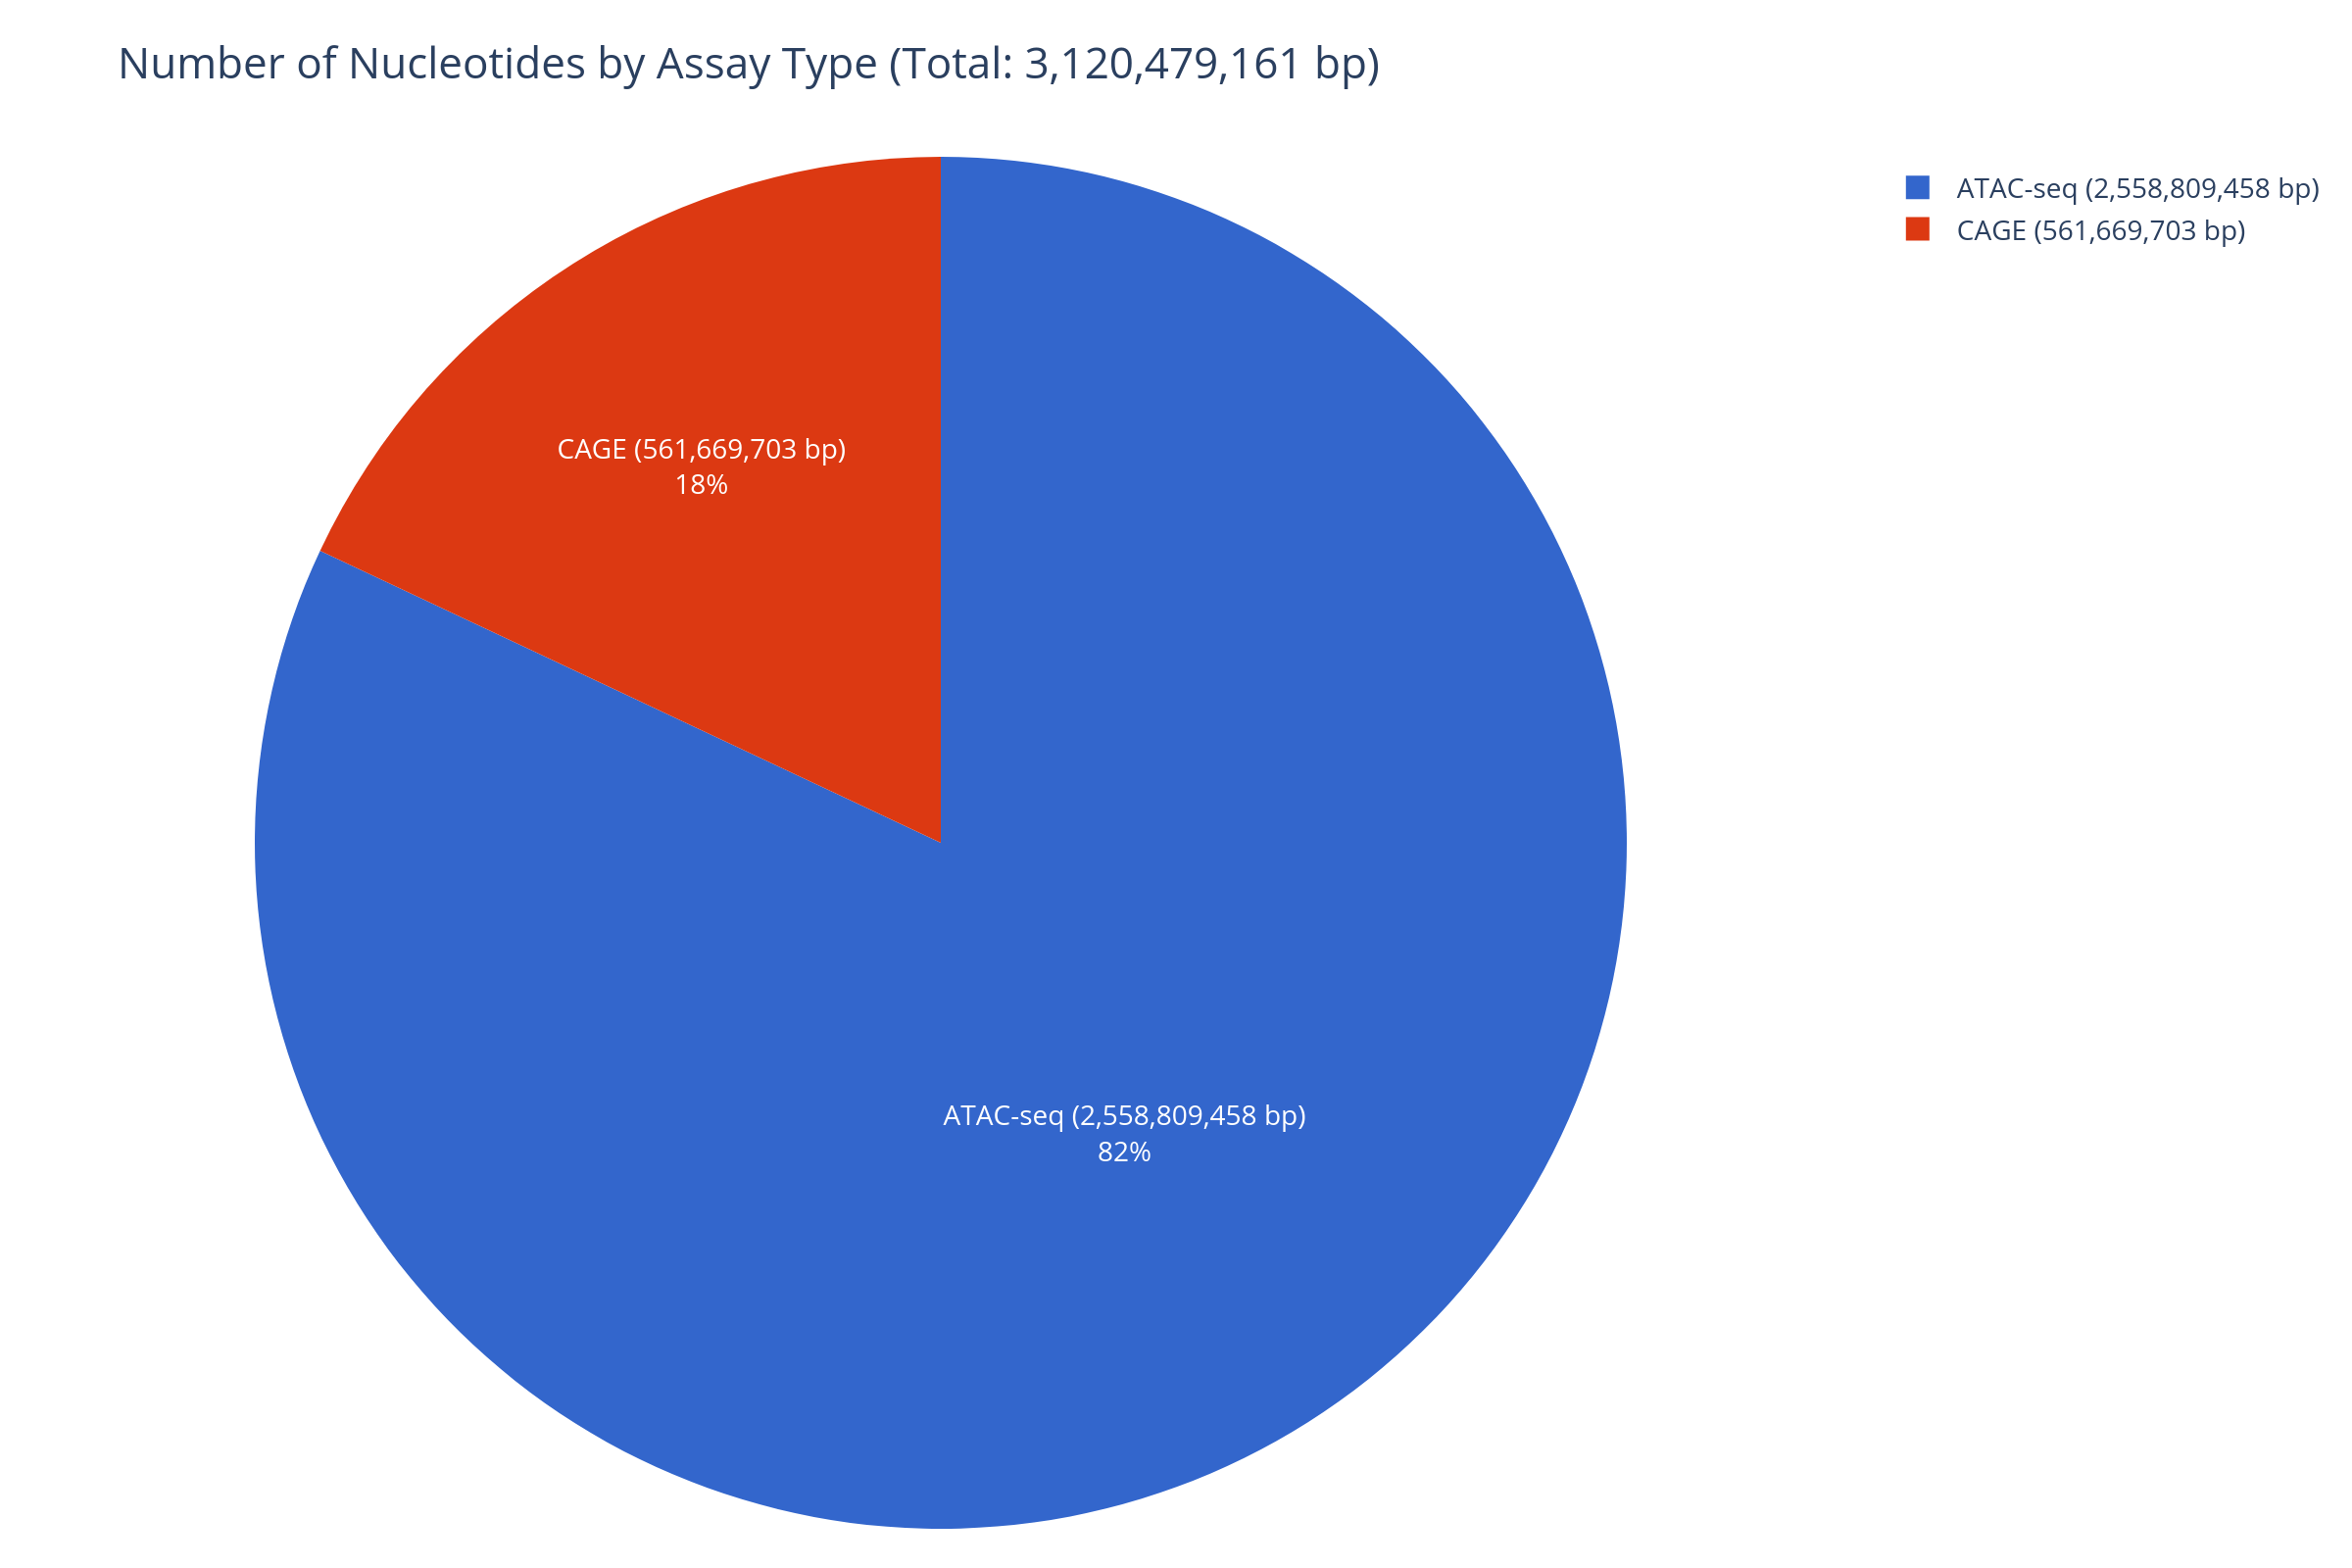 Number of Nucleotides by Assay Type (Total: 3,120,479,161 bp)
ATAC-seq (2,558,809,458 bp)
CAGE (561,669,703 bp)
CAGE (561,669,703 bp)
18%
ATAC-seq (2,558,809,458 bp)
82%